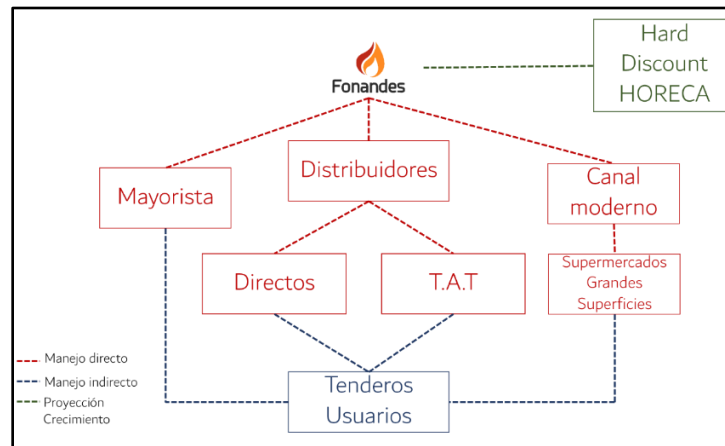 Fonandes
Hard
Discount
HORECA
Mayorista
Distribuidores
Canal
moderno
Directos
T.A.T
Supermercados
Grandes
Superficies
Manejo directo
Manejo indirecto
Proyección
Crecimiento
Tenderos
Usuarios